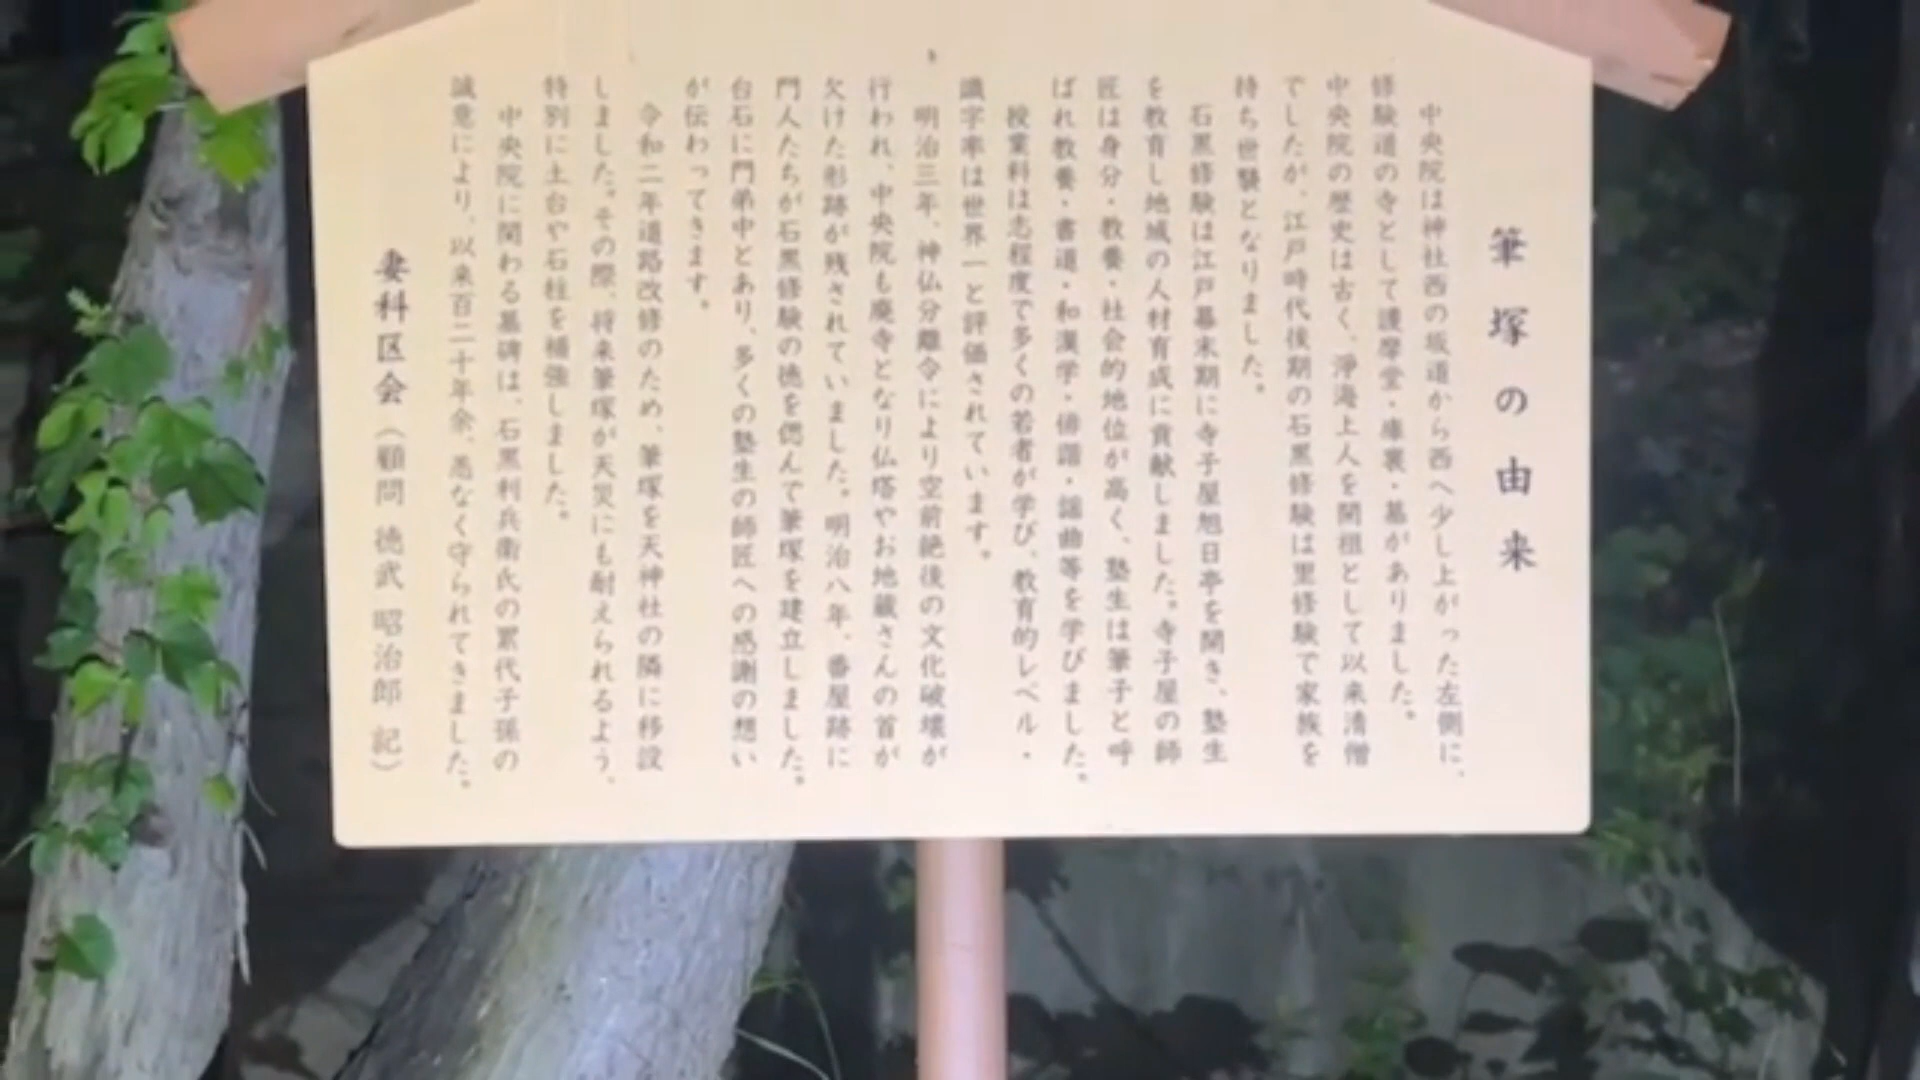 筆塚の由来
中央院は神社西の坂道から西へ少し上がった左側に、
修験道の寺として護摩堂・庫裏・墓がありました。
中央院の歴史は古く、浄海上人を開祖として以来清僧
でしたが、江戸時代後期の石黒修験は里修験で家族を
持ち世襲となりました。
石黒修験は江戸幕末期に寺子屋旭日亭を開き、塾生
を教育し地域の人材育成に貢献しました。寺子屋の師
匠は身分・教養・社会的地位が高く、塾生は筆子と呼
ばれ教養・書道・和漢学・俳諧・謡曲等を学びました。
授業料は志程度で多くの若者が学び、教育的レベル・
識字率は世界一と評価されています。
明治三年、神仏分離令により空前絶後の文化破壊が
行われ、中央院も廃寺となり仏塔やお地蔵さんの首が
欠けた形跡が残されていました。明治八年、番屋跡に
門人たちが石黒修験の徳を偲んで筆塚を建立しました。
台石に門弟中とあり、多くの塾生の師匠への感謝の想い
が伝わってきます。
令和二年道路改修のため、筆塚を天神社の隣に移設
しました。その際、将来筆塚が天災にも耐えられるよう、
特別に土台や石柱を補強しました。
中央院に関わる墓碑は、石黒利兵衛氏の累代子孫の
誠意により、以来百二十年余、恙なく守られてきました。
妻科区会（顧問 徳武 昭治郎 記）